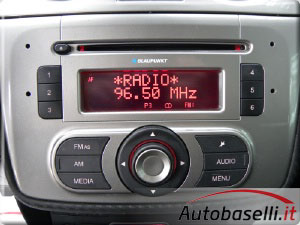 BLAUPUNKT
AF
*RADIO*
96.50 MHz
P3 FM1
1
2
3
4
5
6
FM AS
AM
MEDIA
AUDIO
MENU
Autobaselli.it